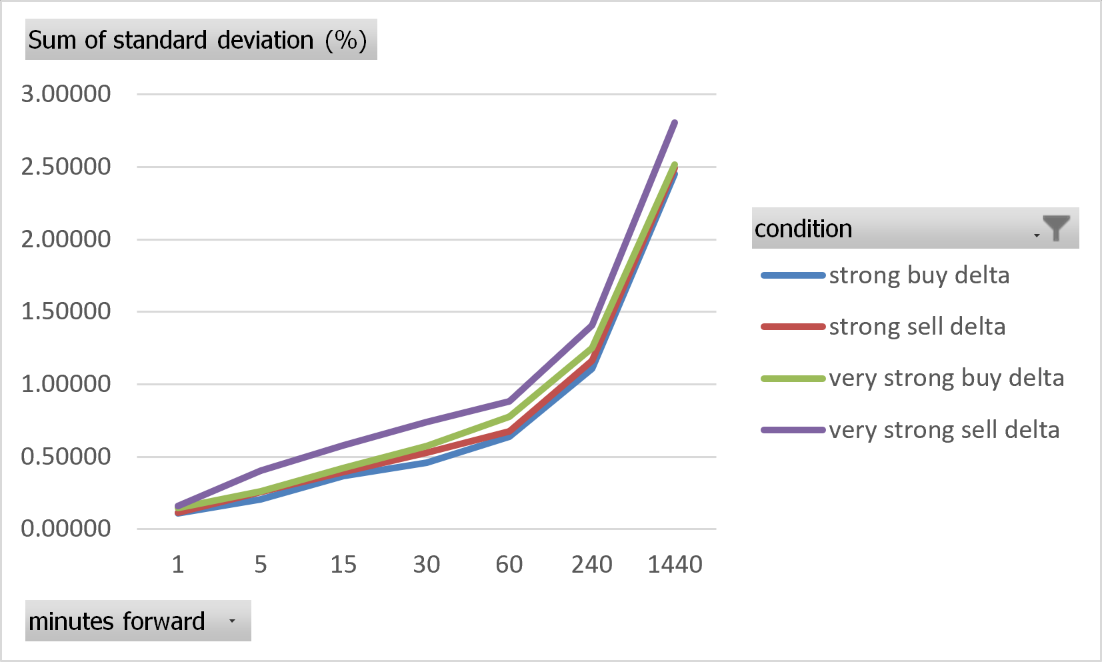 Sum of standard deviation (%)
3.00000
2.50000
2.00000
1.50000
1.00000
0.50000
0.00000
1 5 15 30 60 240 1440
minutes forward
condition
strong buy delta
strong sell delta
very strong buy delta
very strong sell delta